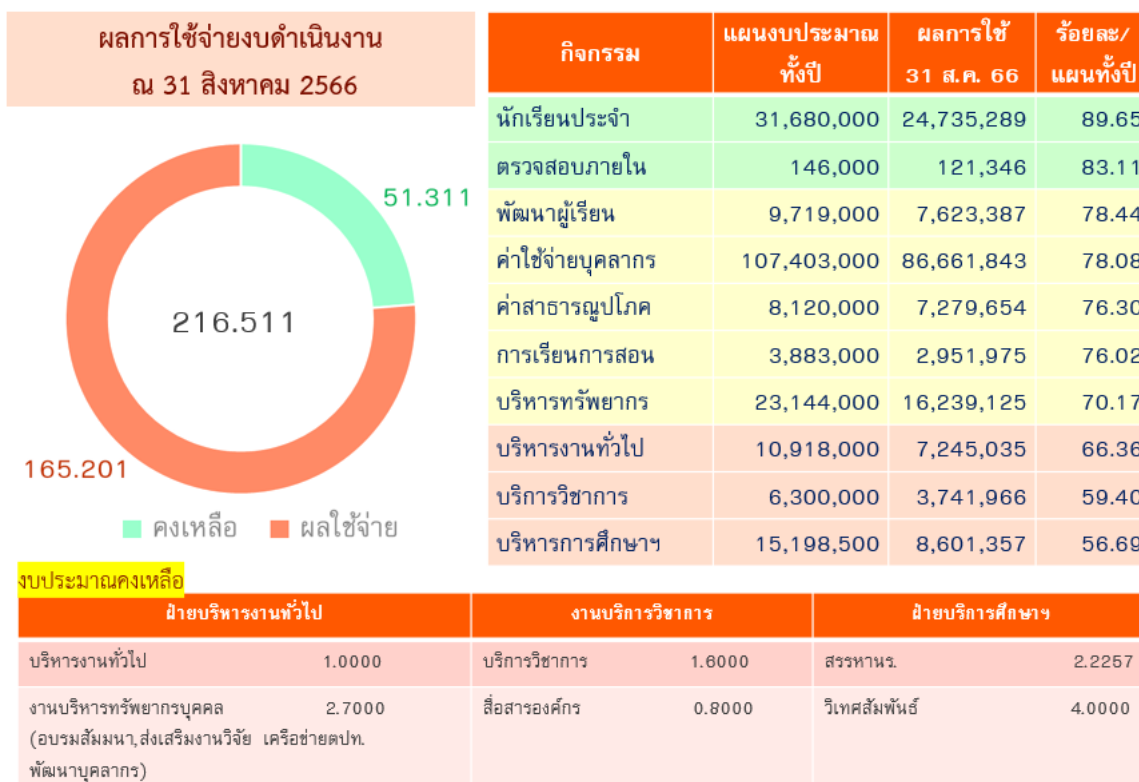 ผลการใช้จ่ายงบดำเนินงาน
ณ 31 สิงหาคม 2566
51.311
216.511
165.201
คงเหลือ ผลใช้จ่าย
กิจกรรม แผนงบประมาณทั้งปี ผลการใช้ 31 ส.ค. 66 ร้อยละ/แผนทั้งปี
นักเรียนประจำ 31,680,000 24,735,289 89.65
ตรวจสอบภายใน 146,000 121,346 83.11
พัฒนาผู้เรียน 9,719,000 7,623,387 78.44
ค่าใช้จ่ายบุคลากร 107,403,000 86,661,843 78.08
ค่าสาธารณูปโภค 8,120,000 7,279,654 76.30
การเรียนการสอน 3,883,000 2,951,975 76.02
บริหารทรัพยากร 23,144,000 16,239,125 70.17
บริหารงานทั่วไป 10,918,000 7,245,035 66.36
บริการวิชาการ 6,300,000 3,741,966 59.40
บริหารการศึกษาฯ 15,198,500 8,601,357 56.69
งบประมาณคงเหลือ
ฝ่ายบริหารงานทั่วไป งานบริการวิชาการ ฝ่ายบริการศึกษาฯ
บริหารงานทั่วไป 1.0000 บริการวิชาการ 1.6000 สรรหานร. 2.2257
งานบริหารทรัพยากรบุคคล 2.7000 สื่อสารองค์กร 0.8000 วิเทศสัมพันธ์ 4.0000
(อบรมสัมมนา,ส่งเสริมงานวิจัย เครือข่ายตปท.
พัฒนาบุคลากร)